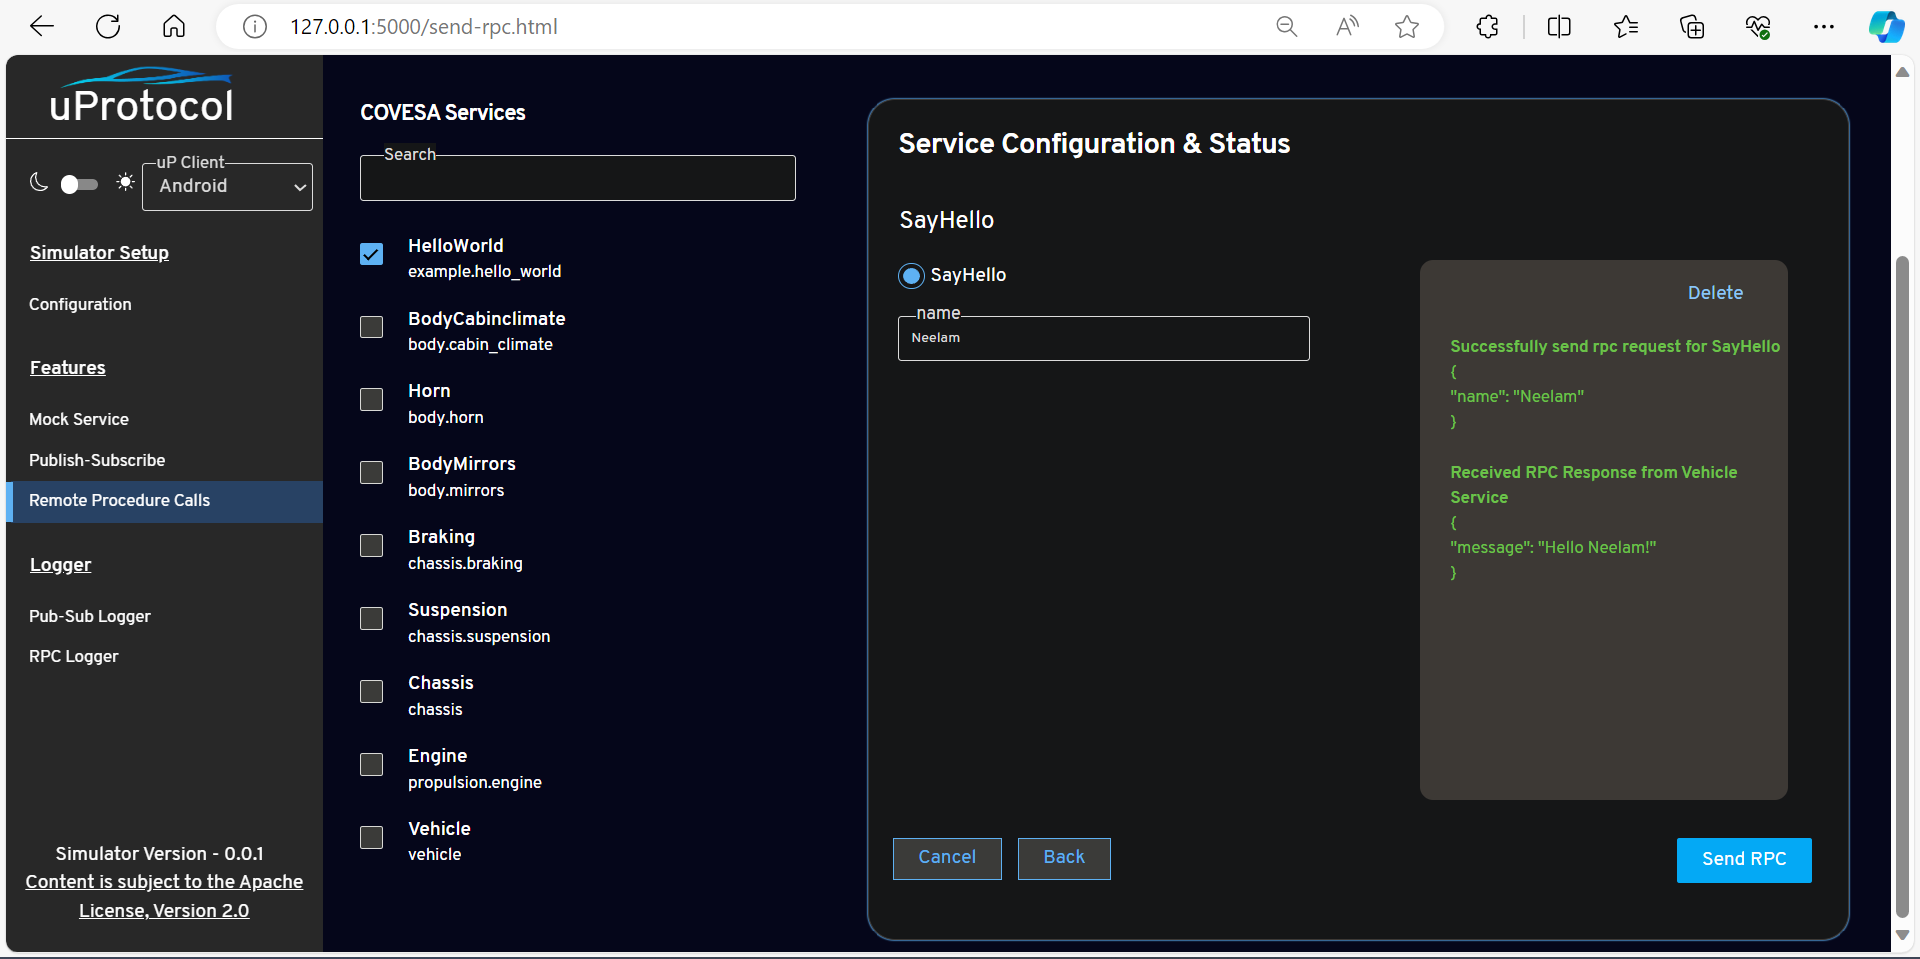 127.0.0.1:5000/send-rpc.html
uProtocol
uP Client
Android
Simulator Setup
Configuration
Features
Mock Service
Publish-Subscribe
Remote Procedure Calls
Logger
Pub-Sub Logger
RPC Logger
Simulator Version - 0.0.1
Content is subject to the Apache
License, Version 2.0
COVESA Services
Search
HelloWorld
example.hello_world
BodyCabinclimate
body.cabin_climate
Horn
body.horn
BodyMirrors
body.mirrors
Braking
chassis.braking
Suspension
chassis.suspension
Chassis
chassis
Engine
propulsion.engine
Vehicle
vehicle
Service Configuration & Status
SayHello
SayHello
name
Neelam
Delete
Successfully send rpc request for SayHello
{
"name": "Neelam"
}
Received RPC Response from Vehicle
Service
{
"message": "Hello Neelam!"
}
Cancel
Back
Send RPC